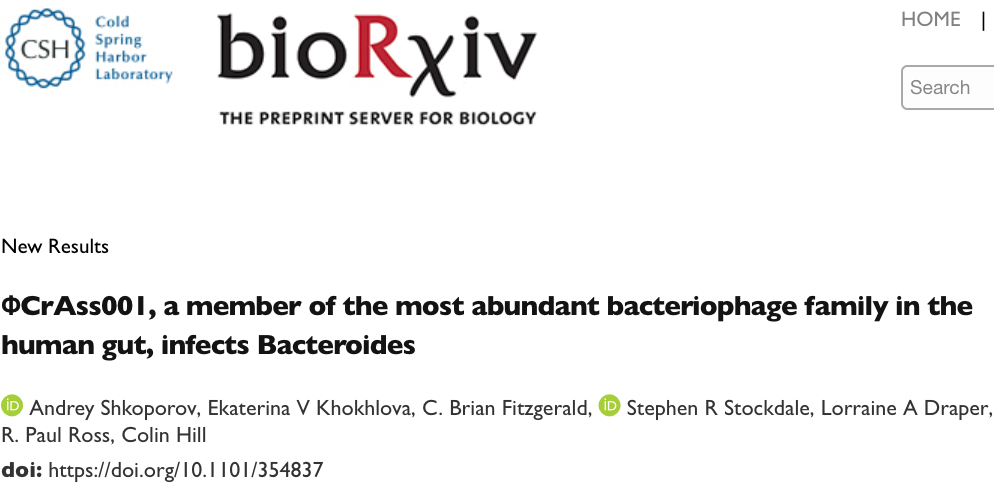 CSH
Cold
Spring
Harbor
Laboratory
bioRxiv
THE PREPRINT SERVER FOR BIOLOGY
HOME |
Search
New Results
ΦCrAss001, a member of the most abundant bacteriophage family in the
human gut, infects Bacteroides
iD Andrey Shkoporov, Ekaterina V Khokhlova, C. Brian Fitzgerald, iD Stephen R Stockdale, Lorraine A Draper,
R. Paul Ross, Colin Hill
doi: https://doi.org/10.1101/354837